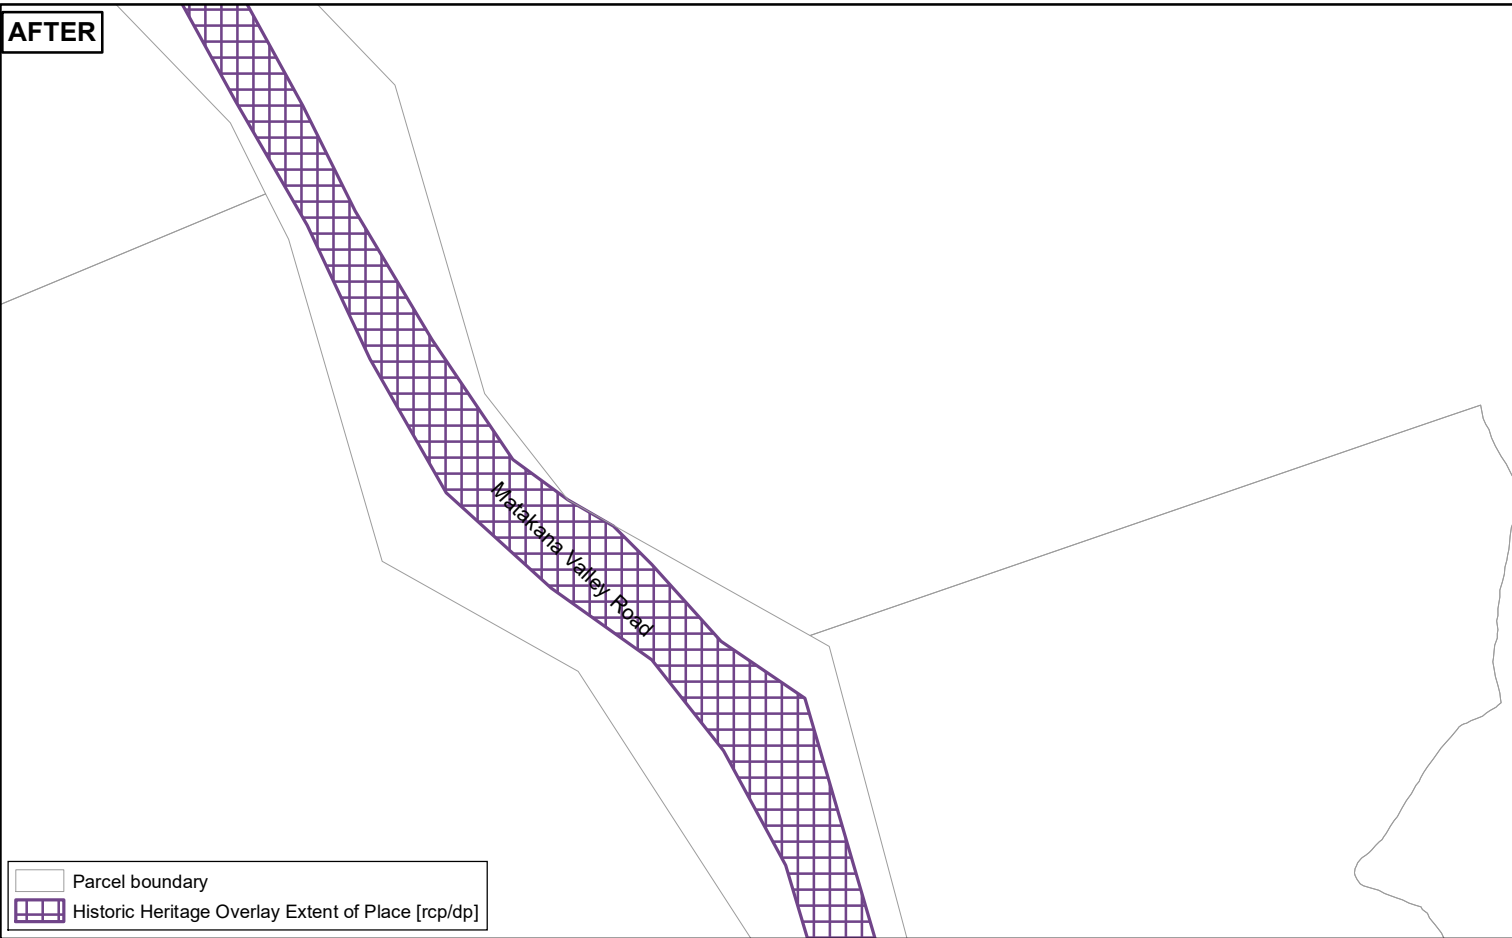 AFTER
Matakana Valley Road
Parcel boundary
Historic Heritage Overlay Extent of Place [rcp/dp]